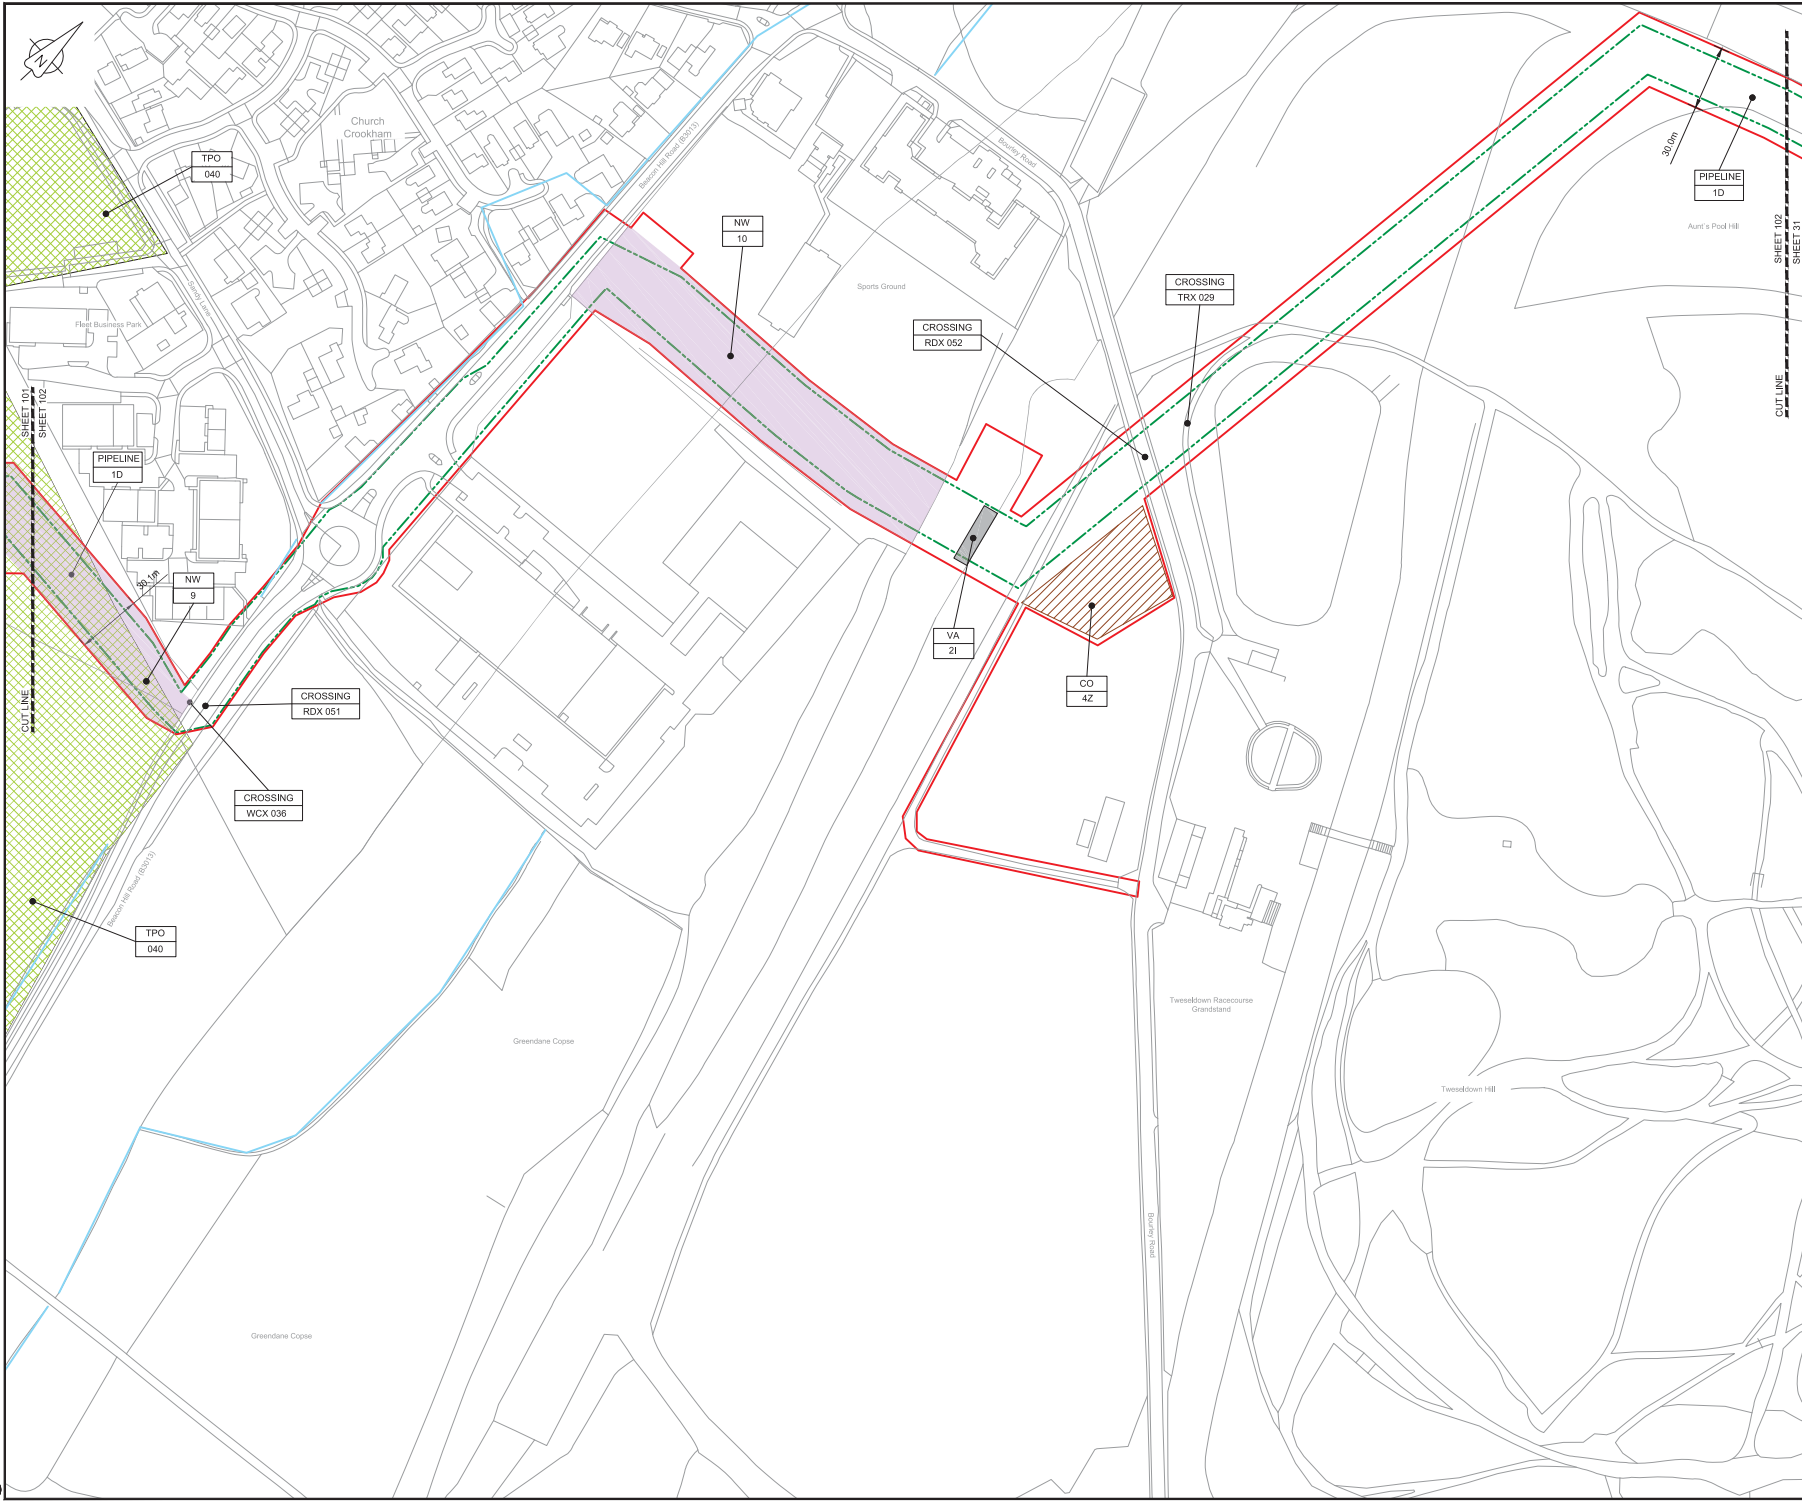 N
Church
Crookham
TPO
040
Beacon Hill Road (B3013)
Bourley Road
30.0m
PIPELINE
1D
Aunt's Pool Hill
SHEET 102
SHEET 31
CUT LINE
NW
10
Sports Ground
CROSSING
TRX 029
CROSSING
RDX 052
Sandy Lane
Fleet Business Park
SHEET 101
SHEET 102
CUT LINE
PIPELINE
1D
30.1m
NW
9
CROSSING
RDX 051
CROSSING
WCX 036
VA
2I
CO
4Z
Beacon Hill Road (B3013)
TPO
040
Greendane Copse
Tweseldown Racecourse
Grandstand
Tweseldown Hill
Bourley Road
Greendane Copse